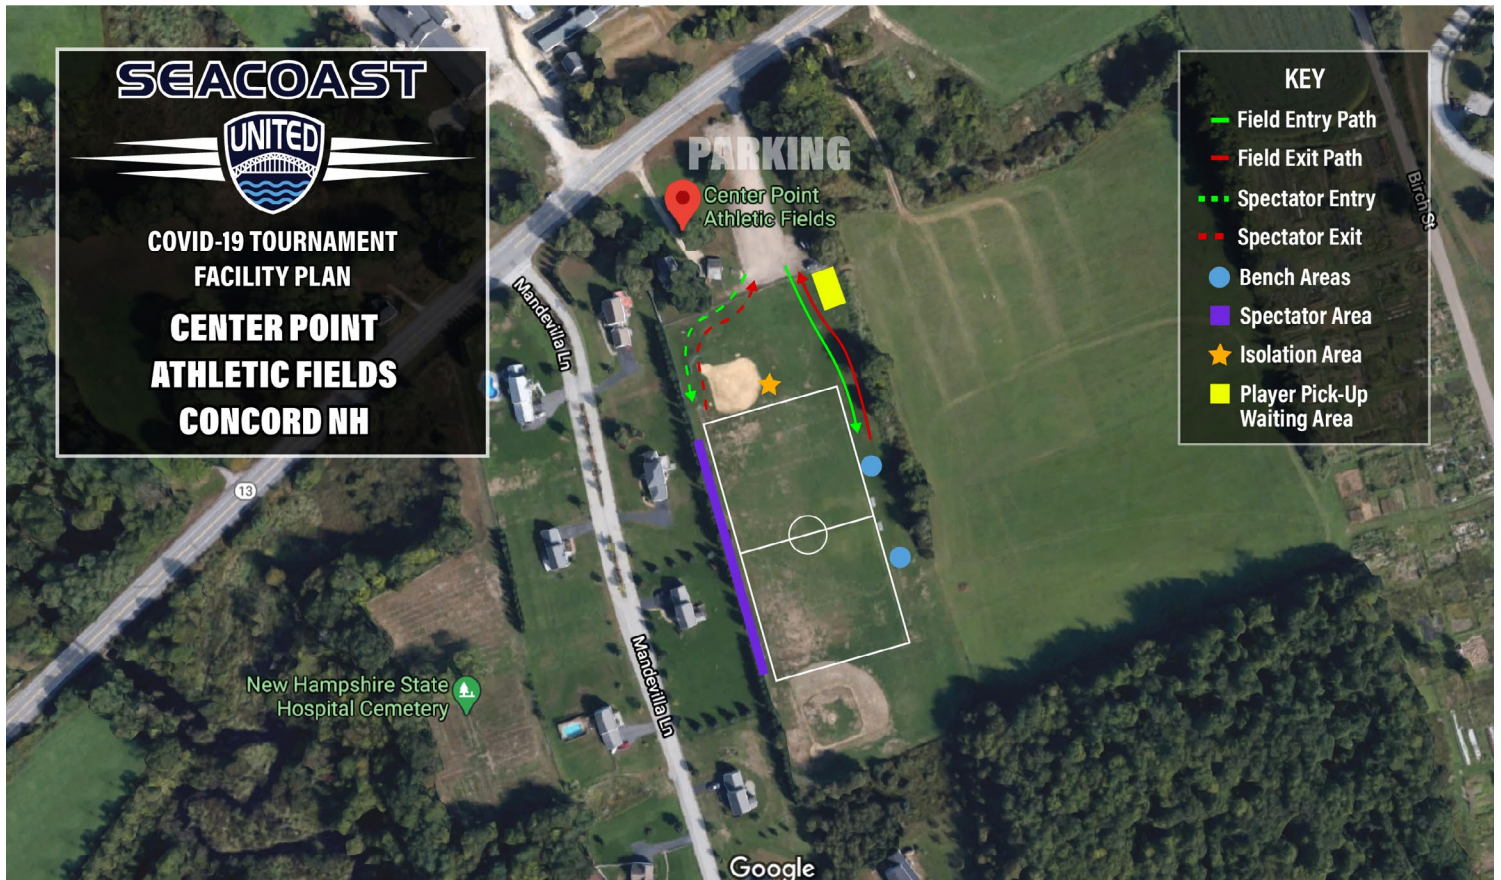 SEACOAST
UNITED
COVID-19 TOURNAMENT
FACILITY PLAN
CENTER POINT
ATHLETIC FIELDS
CONCORD NH
PARKING
Center Point
Athletic Fields
KEY
Field Entry Path
Field Exit Path
Spectator Entry
Spectator Exit
Bench Areas
Spectator Area
Isolation Area
Player Pick-Up
Waiting Area
Birch St
Mandevilla Ln
13
New Hampshire State
Hospital Cemetery
Mandevilla Ln
Google